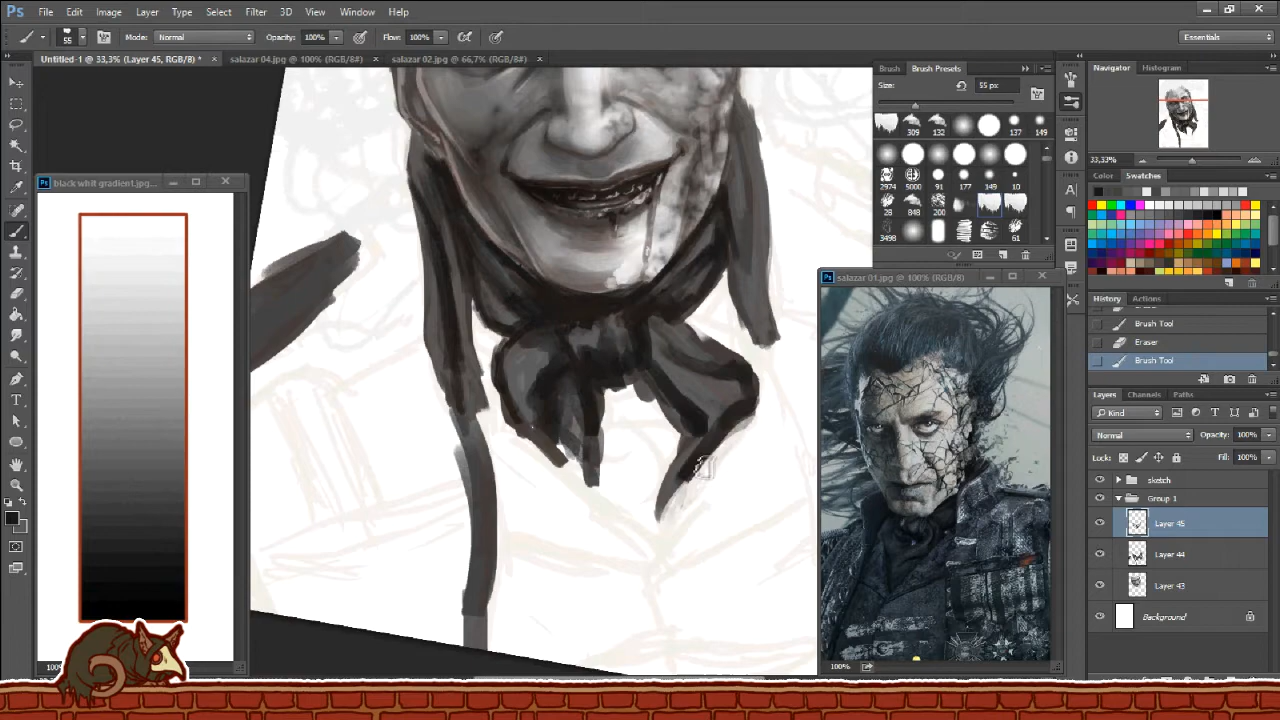 Ps File Edit Image Layer Type Select Filter 3D View Window Help
55 Mode: Normal Opacity: 100% Flow: 100% Essentials
Untitled-1 @ 33,3% (Layer 45, RGB/8) * × salazar 04.jpg @ 100% (RGB/8#) × salazar 02.jpg @ 66,7% (RGB/8#) ×
Brush Brush Presets
Size: 55 px
309 132 137 149
2974 5000 91 177 149 10
28 848 200
3498 61
Navigator Histogram
33,33%
Color Swatches
Ps black whit gradient.jpg...
Ps salazar 01.jpg @ 100% (RGB/8)
History Actions
Brush Tool
Eraser
Brush Tool
Layers Channels Paths
Kind
Normal Opacity: 100%
Lock: Fill: 100%
sketch
Group 1
Layer 45
Layer 44
Layer 43
Background
100%